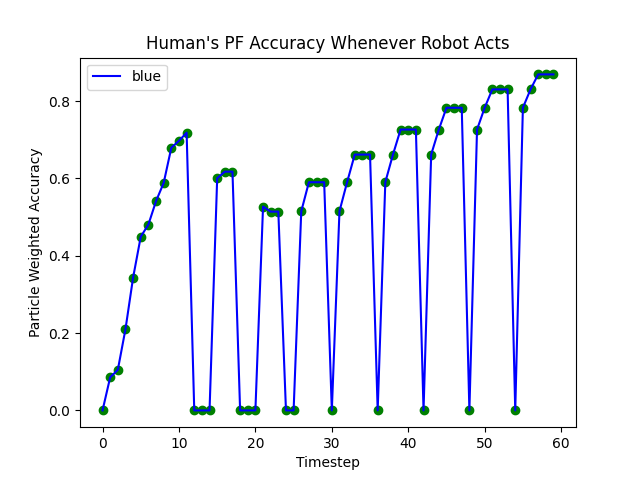 Human's PF Accuracy Whenever Robot Acts
blue
Particle Weighted Accuracy
0.8
0.6
0.4
0.2
0.0
0 10 20 30 40 50 60
Timestep